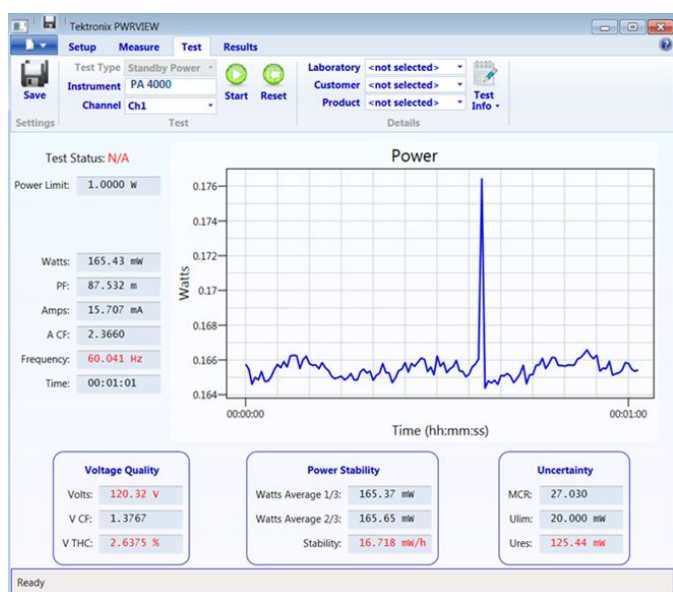 Tektronix PWRVIEW
Setup Measure Test Results
Save
Settings
Test Type Standby Power
Instrument PA 4000
Channel Ch1
Start Reset
Test
Laboratory <not selected>
Customer <not selected>
Product <not selected>
Test Info
Details
Test Status: N/A
Power Limit: 1.0000 W
Watts: 165.43 mW
PF: 87.532 m
Amps: 15.707 mA
A CF: 2.3660
Frequency: 60.041 Hz
Time: 00:01:01
Power
Watts
0.176
0.174
0.172
0.17
0.168
0.166
0.164
00:00:00 00:01:00
Time (hh:mm:ss)
Voltage Quality
Volts: 120.32 V
V CF: 1.3767
V THC: 2.6375 %
Power Stability
Watts Average 1/3: 165.37 mW
Watts Average 2/3: 165.65 mW
Stability: 16.718 mW/h
Uncertainty
MCR: 27.030
Ulim: 20.000 mW
Ures: 125.44 mW
Ready